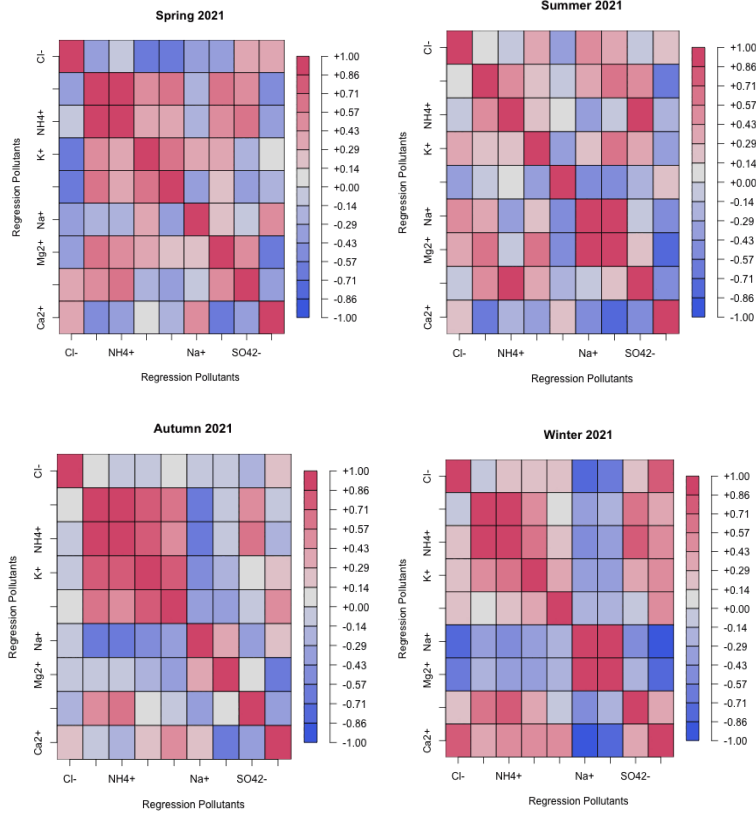 Spring 2021
Cl-
NH4+
K+
Na+
Mg2+
Ca2+
Regression Pollutants
Cl-
NH4+
Na+
SO42-
Regression Pollutants
+1.00
+0.86
+0.71
+0.57
+0.43
+0.29
+0.14
+0.00
-0.14
-0.29
-0.43
-0.57
-0.71
-0.86
-1.00
Summer 2021
Cl-
NH4+
K+
Na+
Mg2+
Ca2+
Regression Pollutants
Cl-
NH4+
Na+
SO42-
Regression Pollutants
+1.00
+0.86
+0.71
+0.57
+0.43
+0.29
+0.14
+0.00
-0.14
-0.29
-0.43
-0.57
-0.71
-0.86
-1.00
Autumn 2021
Cl-
NH4+
K+
Na+
Mg2+
Ca2+
Regression Pollutants
Cl-
NH4+
Na+
SO42-
Regression Pollutants
+1.00
+0.86
+0.71
+0.57
+0.43
+0.29
+0.14
+0.00
-0.14
-0.29
-0.43
-0.57
-0.71
-0.86
-1.00
Winter 2021
Cl-
NH4+
K+
Na+
Mg2+
Ca2+
Regression Pollutants
Cl-
NH4+
Na+
SO42-
Regression Pollutants
+1.00
+0.86
+0.71
+0.57
+0.43
+0.29
+0.14
+0.00
-0.14
-0.29
-0.43
-0.57
-0.71
-0.86
-1.00